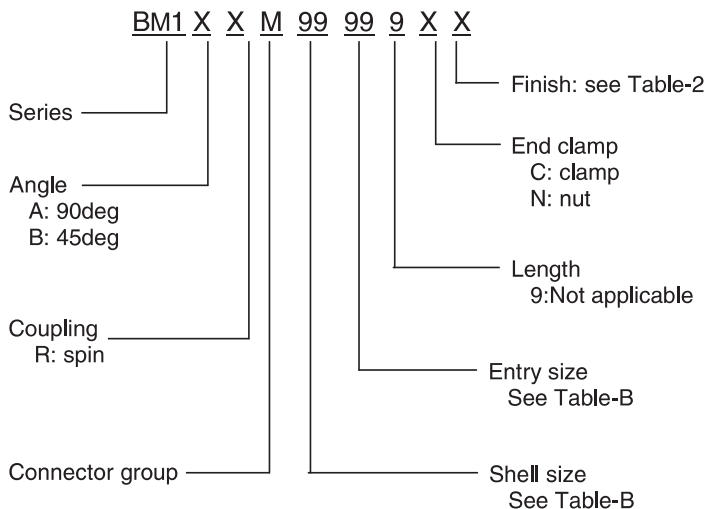 BM1 X X M 99 99 9 X X
Series
Angle
A: 90deg
B: 45deg
Coupling
R: spin
Connector group
Finish: see Table-2
End clamp
C: clamp
N: nut
Length
9:Not applicable
Entry size
See Table-B
Shell size
See Table-B